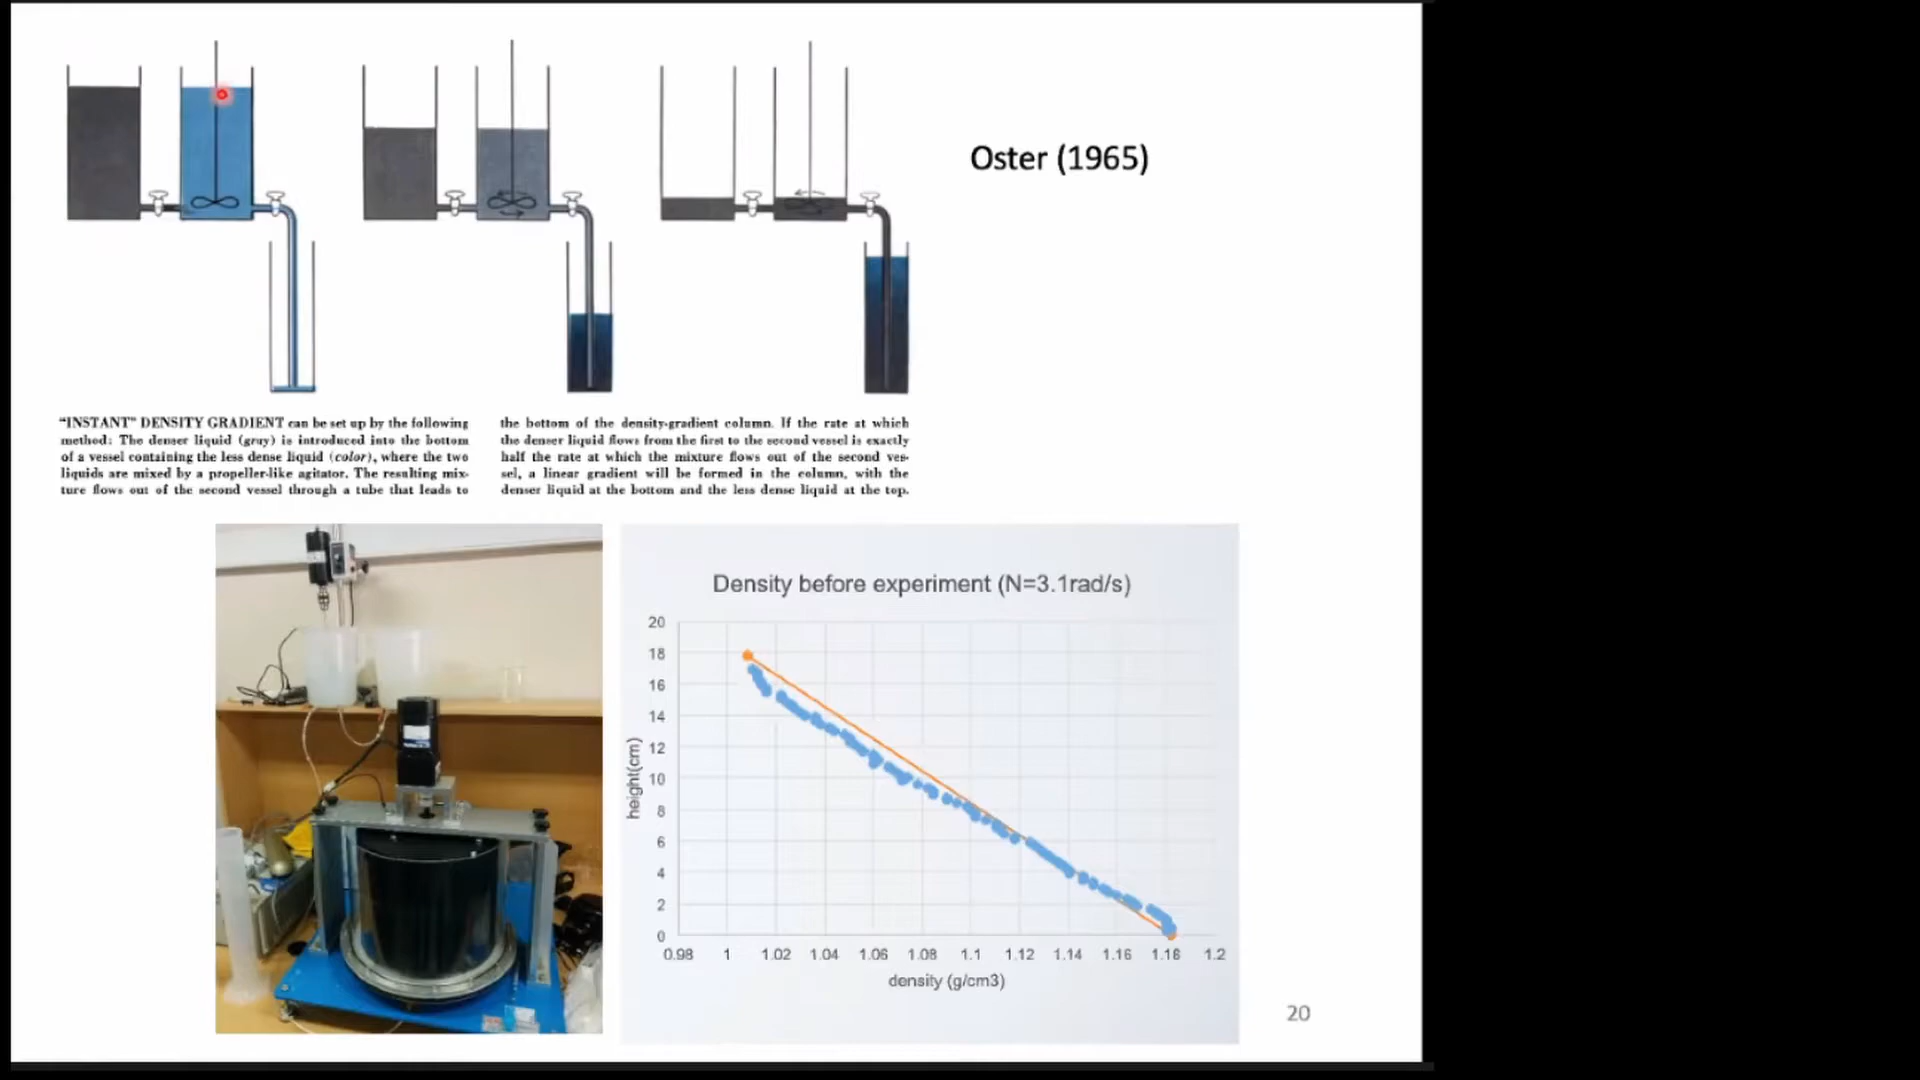 Oster (1965)
"INSTANT" DENSITY GRADIENT can be set up by the following
method: The denser liquid (gray) is introduced into the bottom
of a vessel containing the less dense liquid (color), where the two
liquids are mixed by a propeller-like agitator. The resulting mix-
ture flows out of the second vessel through a tube that leads to
the bottom of the density-gradient column. If the rate at which
the denser liquid flows from the first to the second vessel is exactly
half the rate at which the mixture flows out of the second ves-
sel, a linear gradient will be formed in the column, with the
denser liquid at the bottom and the less dense liquid at the top.
Density before experiment (N=3.1rad/s)
20
18
16
14
12
10
8
6
4
2
0
height(cm)
0.98 1 1.02 1.04 1.06 1.08 1.1 1.12 1.14 1.16 1.18 1.2
density (g/cm3)
20